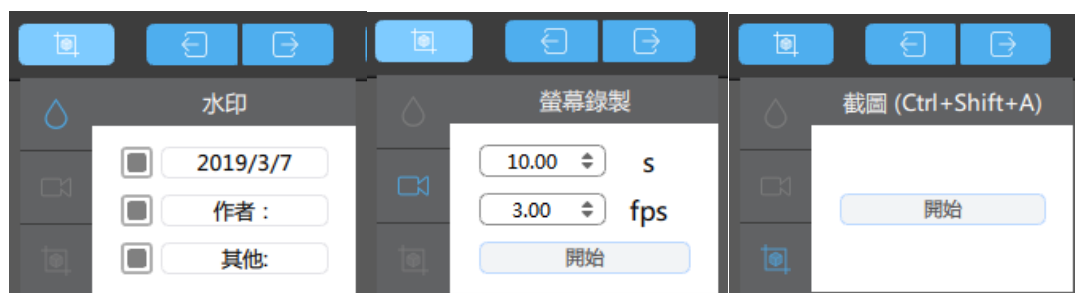 水印
2019/3/7
作者：
其他:
螢幕錄製
10.00 s
3.00 fps
開始
截圖 (Ctrl+Shift+A)
開始